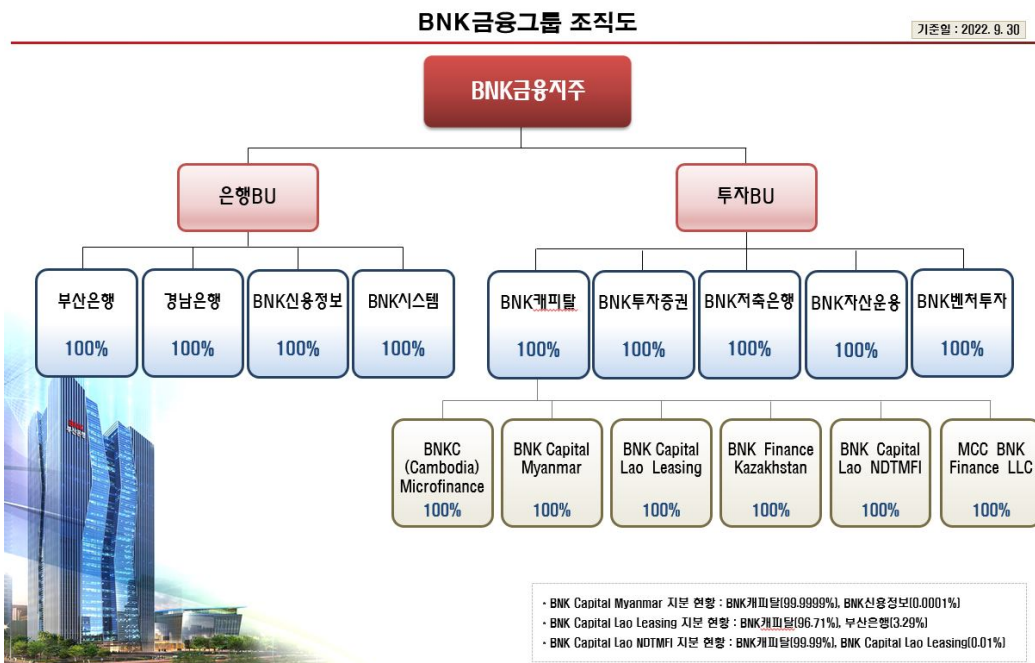 BNK금융그룹 조직도
기준일 : 2022. 9. 30
BNK금융지주
은행BU
투자BU
부산은행
100%
경남은행
100%
BNK신용정보
100%
BNK시스템
100%
BNK캐피탈
100%
BNK투자증권
100%
BNK저축은행
100%
BNK자산운용
100%
BNK벤처투자
100%
BNKC
(Cambodia)
Microfinance
100%
BNK Capital
Myanmar
100%
BNK Capital
Lao Leasing
100%
BNK Finance
Kazakhstan
100%
BNK Capital
Lao NDTMFI
100%
MCC BNK
Finance LLC
100%
· BNK Capital Myanmar 지분 현황 : BNK캐피탈(99.9999%), BNK신용정보(0.0001%)
· BNK Capital Lao Leasing 지분 현황 : BNK캐피탈(96.71%), 부산은행(3.29%)
· BNK Capital Lao NDTMFI 지분 현황 : BNK캐피탈(99.99%), BNK Capital Lao Leasing(0.01%)